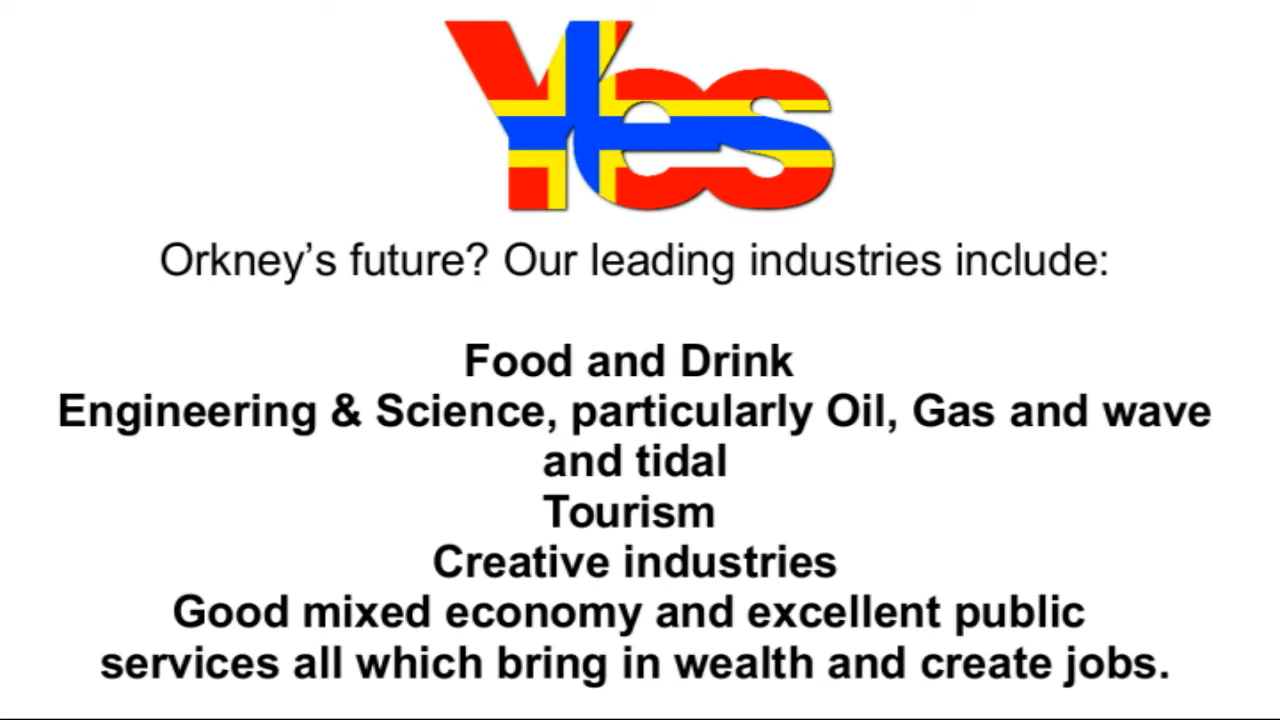 Yes
Orkney’s future? Our leading industries include:
Food and Drink
Engineering & Science, particularly Oil, Gas and wave
and tidal
Tourism
Creative industries
Good mixed economy and excellent public
services all which bring in wealth and create jobs.